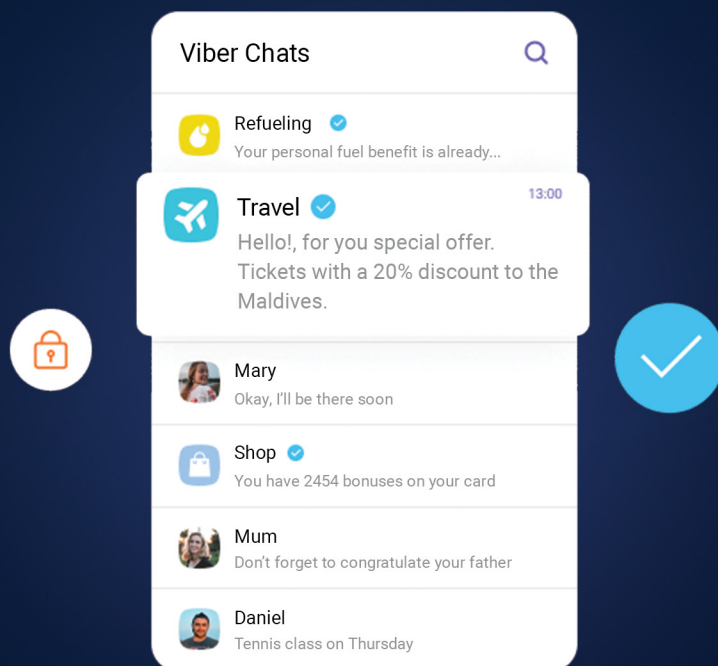 Viber Chats
Refueling
Your personal fuel benefit is already...
Travel
13:00
Hello!, for you special offer.
Tickets with a 20% discount to the
Maldives.
Mary
Okay, I'll be there soon
Shop
You have 2454 bonuses on your card
Mum
Don't forget to congratulate your father
Daniel
Tennis class on Thursday